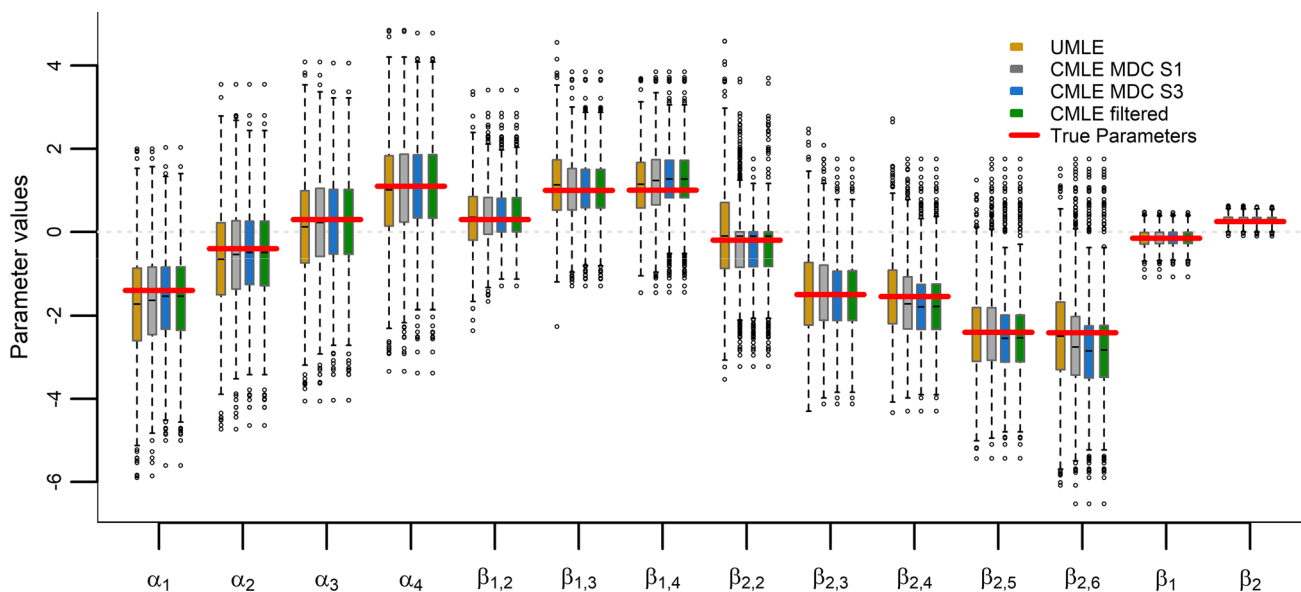 UMLE
CMLE MDC S1
CMLE MDC S3
CMLE filtered
True Parameters
Parameter values
4
2
0
-2
-4
-6
α1 α2 α3 α4 β1,2 β1,3 β1,4 β2,2 β2,3 β2,4 β2,5 β2,6 β1 β2